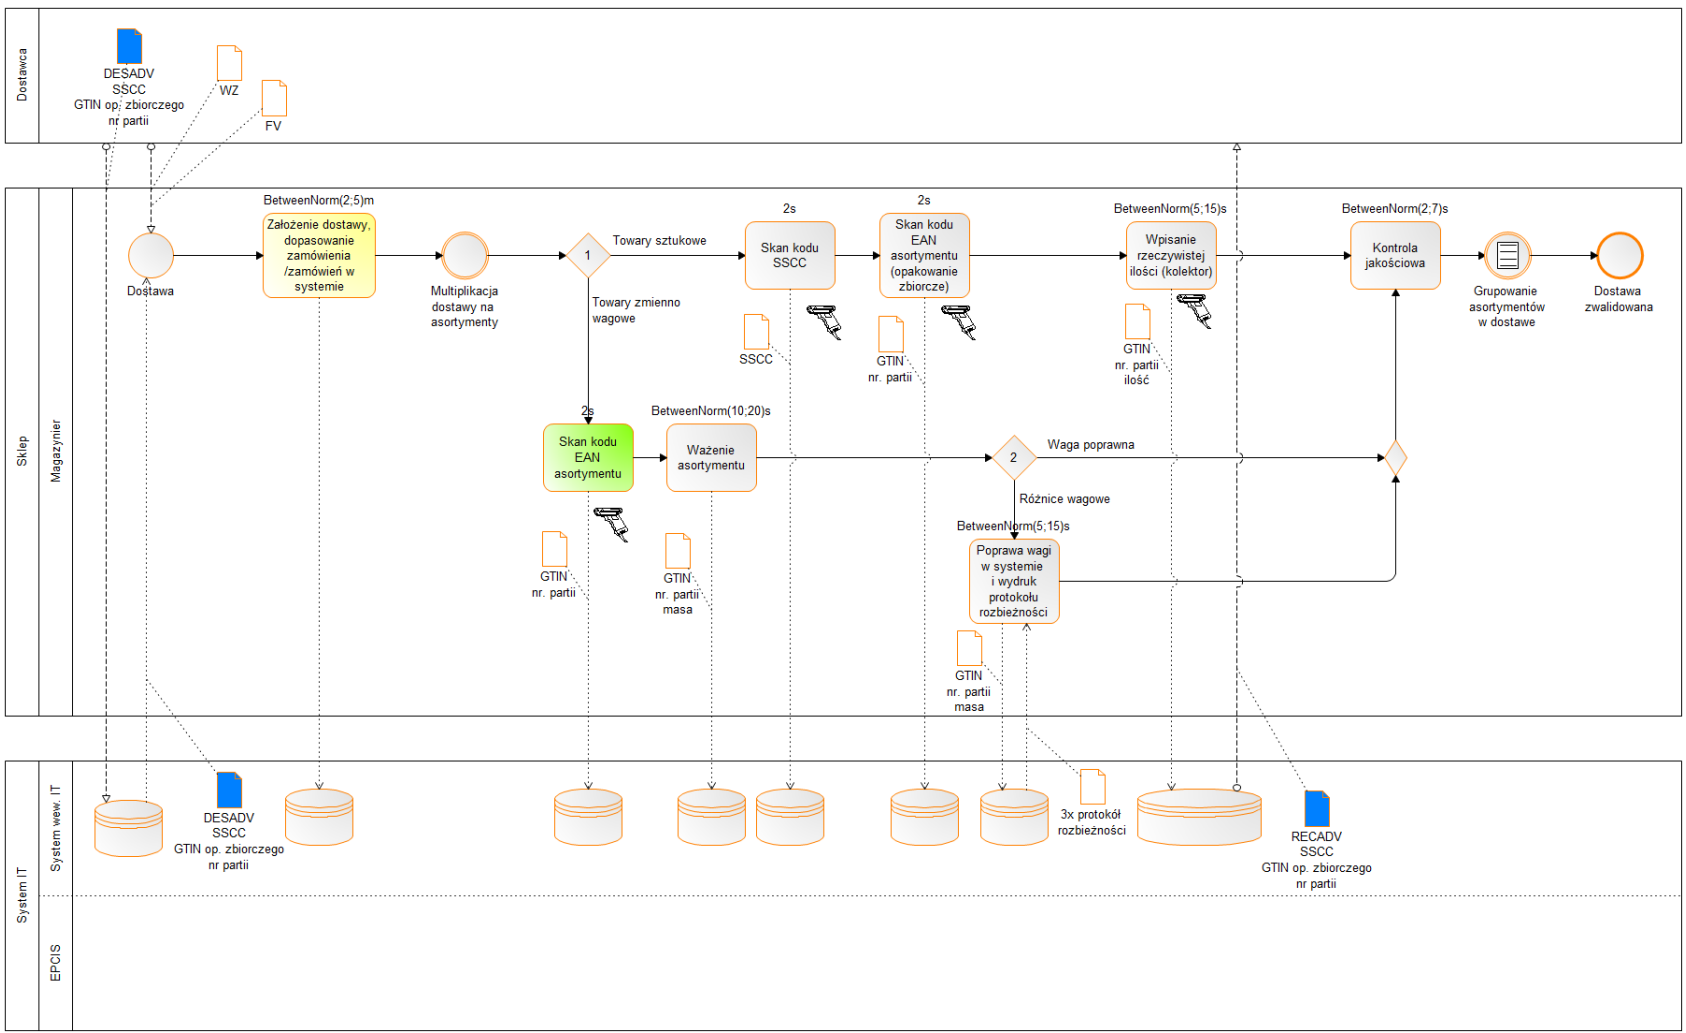 Dostawca
DESADV
SSCC
GTIN op. zbiorczego
nr partii
WZ
FV
Sklep
Magazynier
Dostawa
BetweenNorm(2;5)m
Założenie dostawy,
dopasowanie
zamówienia
/zamówień w
systemie
Multiplikacja
dostawy na
asortymenty
1
Towary sztukowe
Towary zmienno
wagowe
2s
Skan kodu
SSCC
SSCC
2s
Skan kodu
EAN
asortymentu
(opakowanie
zbiorcze)
GTIN
nr. partii
BetweenNorm(5;15)s
Wpisanie
rzeczywistej
ilości (kolektor)
GTIN
nr. partii
ilość
BetweenNorm(2;7)s
Kontrola
jakościowa
Grupowanie
asortymentów
w dostawe
Dostawa
zwalidowana
2s
Skan kodu
EAN
asortymentu
GTIN
nr. partii
BetweenNorm(10;20)s
Ważenie
asortymentu
GTIN
nr. partii
masa
2
Waga poprawna
Różnice wagowe
BetweenNorm(5;15)s
Poprawa wagi
w systemie
i wydruk
protokołu
rozbieżności
GTIN
nr. partii
masa
System IT
System wew. IT
DESADV
SSCC
GTIN op. zbiorczego
nr partii
3x protokół
rozbieżności
RECADV
SSCC
GTIN op. zbiorczego
nr partii
EPCIS